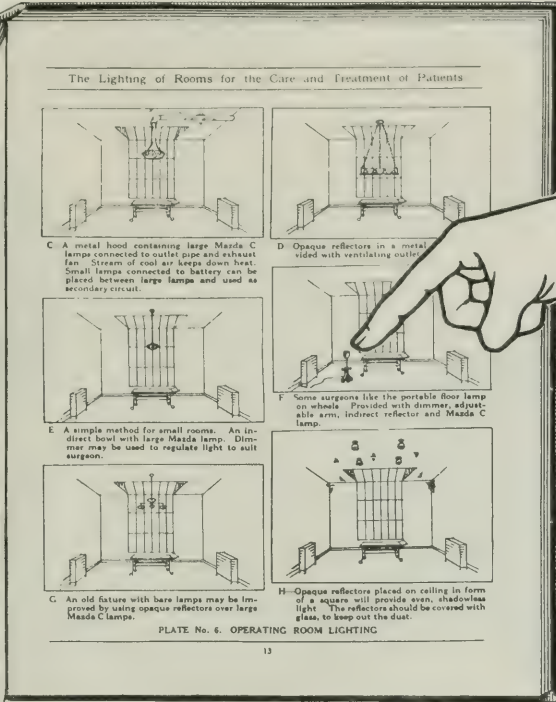 The Lighting of Rooms for the Care and Treatment of Patients
C A metal hood containing large Mazda C
lamps connected to outlet pipe and exhaust
fan Stream of cool air keeps down heat.
Small lamps connected to battery can be
placed between large lamps and used as
secondary circuit.
D Opaque reflectors in a metal
vided with ventilating outlet
E A simple method for small rooms. An in-
direct bowl with large Mazda lamp. Dim-
mer may be used to regulate light to suit
surgeon.
F Some surgeons like the portable floor lamp
on wheels Provided with dimmer, adjust-
able arm, indirect reflector and Mazda C
lamp.
G An old fixture with bare lamps may be im-
proved by using opaque reflectors over large
Mazda C lamps.
H Opaque reflectors placed on ceiling in form
of a square will provide even, shadowless
light The reflectors should be covered with
glass, to keep out the dust.
PLATE No. 6. OPERATING ROOM LIGHTING
13